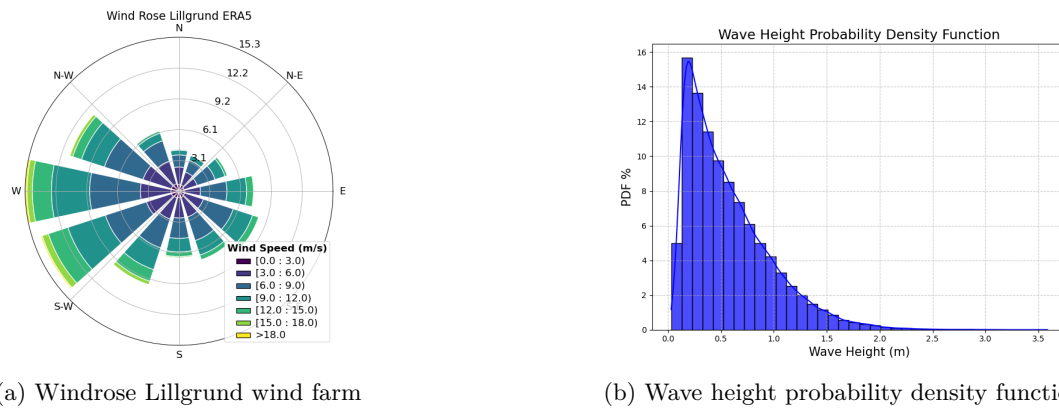 Wind Rose Lillgrund ERA5
N
15.3
N-W
12.2
N-E
9.2
6.1
3.1
W
E
Wind Speed (m/s)
[0.0 : 3.0)
[3.0 : 6.0)
[6.0 : 9.0)
[9.0 : 12.0)
[12.0 : 15.0)
[15.0 : 18.0)
>18.0
S-W
S
Wave Height Probability Density Function
PDF %
16
14
12
10
8
6
4
2
0
0.0 0.5 1.0 1.5 2.0 2.5 3.0 3.5
Wave Height (m)
a) Windrose Lillgrund wind farm
(b) Wave height probability density functi